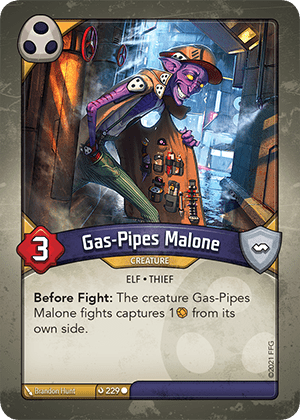 3
Gas-Pipes Malone
CREATURE
ELF • THIEF
Before Fight: The creature Gas-Pipes
Malone fights captures 1 from its
own side.
Brandon Hunt
229
©2021 FFG